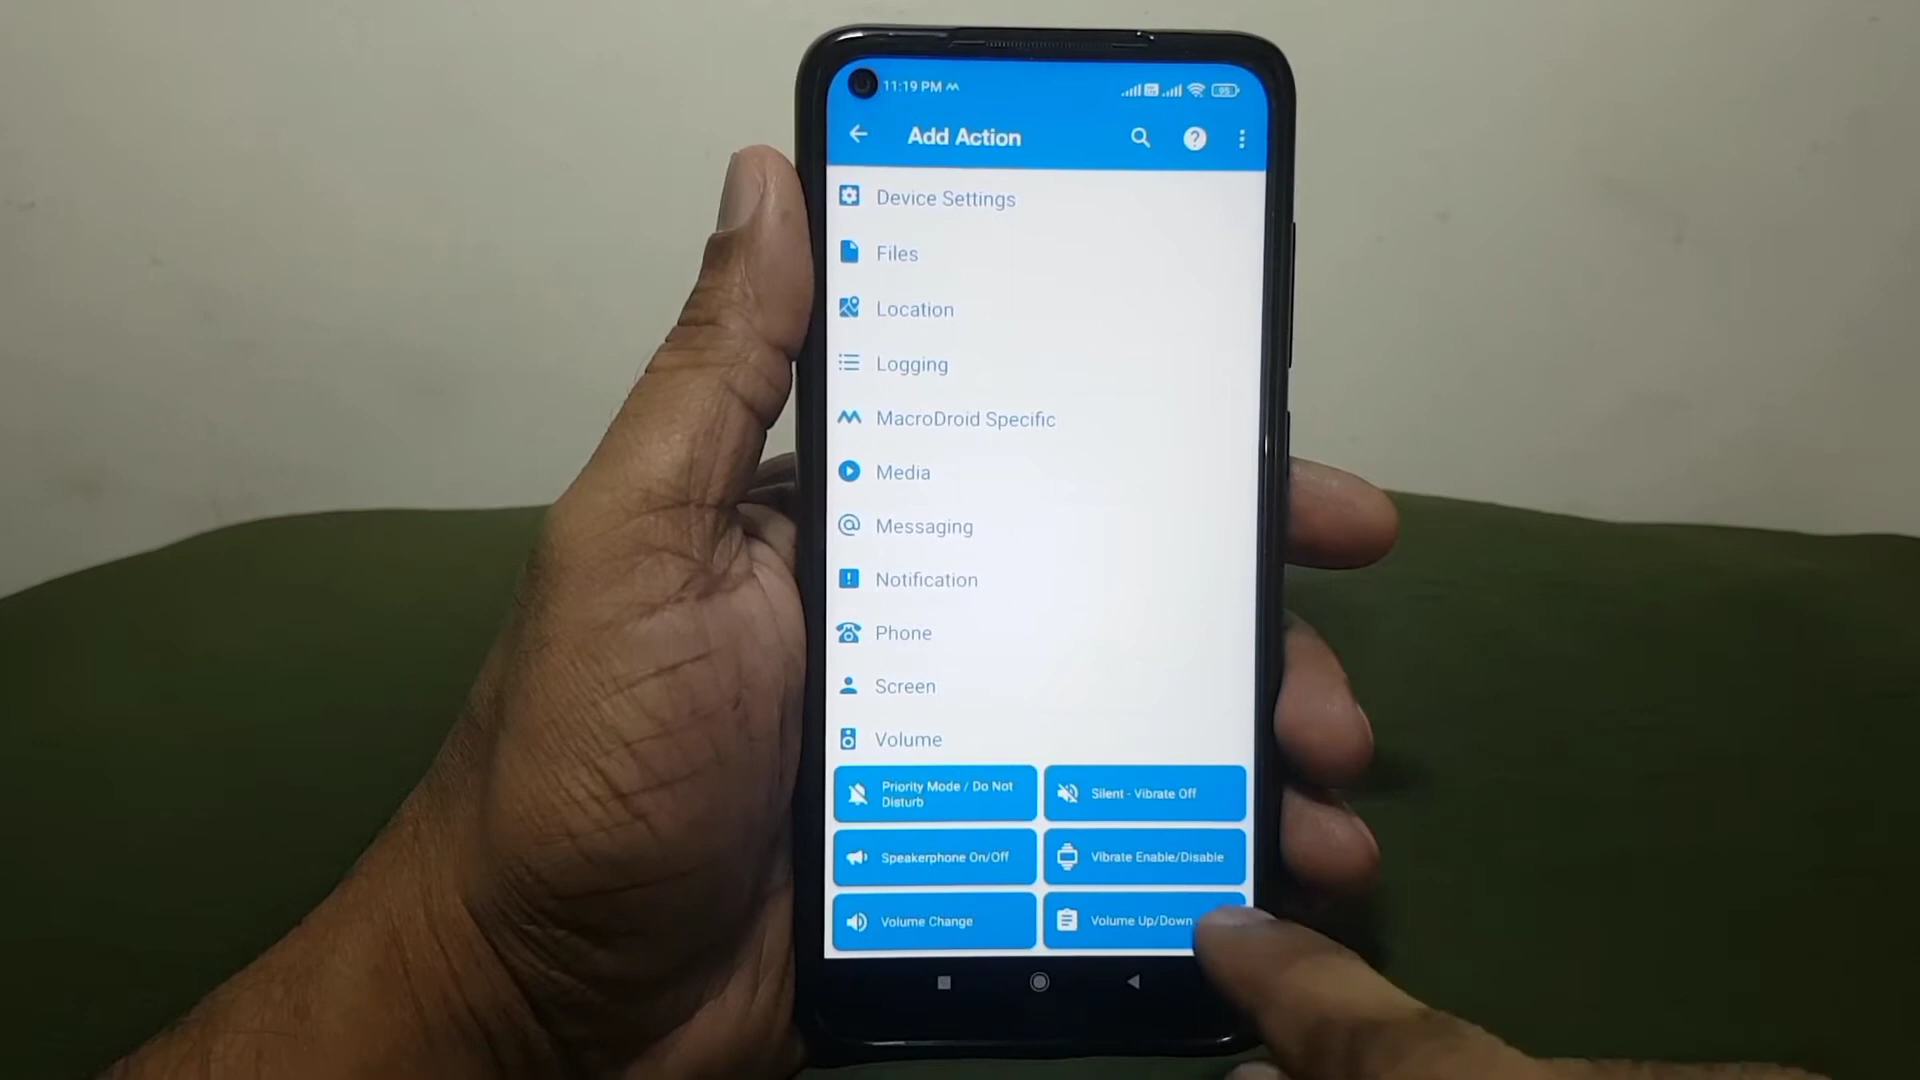 11:19 PM
95
Add Action
Device Settings
Files
Location
Logging
MacroDroid Specific
Media
Messaging
Notification
Phone
Screen
Volume
Priority Mode / Do Not
Disturb
Silent - Vibrate Off
Speakerphone On/Off
Vibrate Enable/Disable
Volume Change
Volume Up/Down